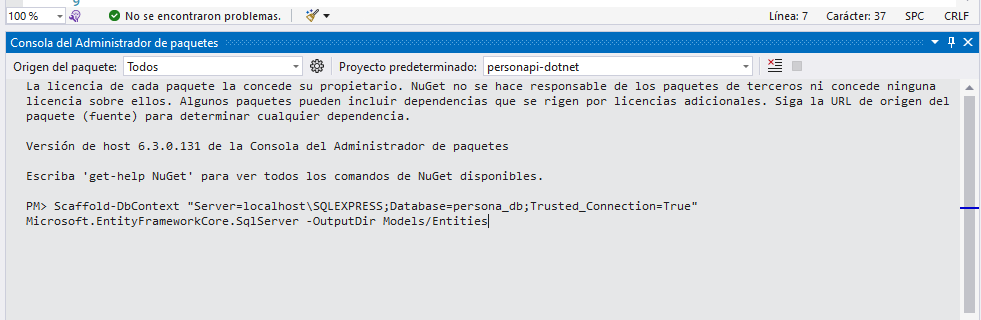 100 %
No se encontraron problemas.
Línea: 7
Carácter: 37
SPC
CRLF
Consola del Administrador de paquetes
Origen del paquete: Todos
Proyecto predeterminado: personapi-dotnet
La licencia de cada paquete la concede su propietario. NuGet no se hace responsable de los paquetes de terceros ni concede ninguna
licencia sobre ellos. Algunos paquetes pueden incluir dependencias que se rigen por licencias adicionales. Siga la URL de origen del
paquete (fuente) para determinar cualquier dependencia.
Versión de host 6.3.0.131 de la Consola del Administrador de paquetes
Escriba 'get-help NuGet' para ver todos los comandos de NuGet disponibles.
PM> Scaffold-DbContext "Server=localhost\SQLEXPRESS;Database=persona_db;Trusted_Connection=True"
Microsoft.EntityFrameworkCore.SqlServer -OutputDir Models/Entities